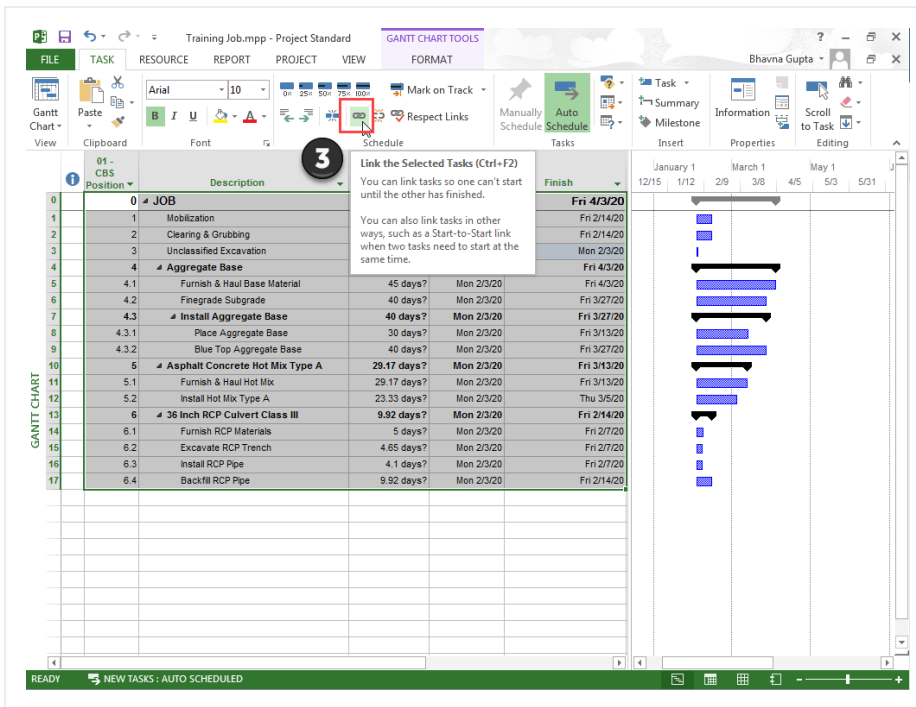 Training Job.mpp - Project Standard
GANTT CHART TOOLS
?
FILE TASK RESOURCE REPORT PROJECT VIEW FORMAT
Bhavna Gupta
Gantt Chart
View
Paste
Clipboard
Arial 10
B I U A
Font
0× 25× 50× 75× 100×
Mark on Track
Respect Links
Schedule
Manually Schedule
Auto Schedule
Tasks
Task
Summary
Milestone
Insert
Information
Properties
Scroll to Task
Editing
3
Link the Selected Tasks (Ctrl+F2)
You can link tasks so one can't start
until the other has finished.
You can also link tasks in other
ways, such as a Start-to-Start link
when two tasks need to start at the
same time.
01 - CBS Position Description Finish
January 1 March 1 May 1 J
12/15 1/12 2/9 3/8 4/5 5/3 5/31
0 0 JOB Fri 4/3/20
1 1 Mobilization Fri 2/14/20
2 2 Clearing & Grubbing Fri 2/14/20
3 3 Unclassified Excavation Mon 2/3/20
4 4 Aggregate Base Fri 4/3/20
5 4.1 Furnish & Haul Base Material 45 days? Mon 2/3/20 Fri 4/3/20
6 4.2 Finegrade Subgrade 40 days? Mon 2/3/20 Fri 3/27/20
7 4.3 Install Aggregate Base 40 days? Mon 2/3/20 Fri 3/27/20
8 4.3.1 Place Aggregate Base 30 days? Mon 2/3/20 Fri 3/13/20
9 4.3.2 Blue Top Aggregate Base 40 days? Mon 2/3/20 Fri 3/27/20
10 5 Asphalt Concrete Hot Mix Type A 29.17 days? Mon 2/3/20 Fri 3/13/20
11 5.1 Furnish & Haul Hot Mix 29.17 days? Mon 2/3/20 Fri 3/13/20
12 5.2 Install Hot Mix Type A 23.33 days? Mon 2/3/20 Thu 3/5/20
13 6 36 Inch RCP Culvert Class III 9.92 days? Mon 2/3/20 Fri 2/14/20
14 6.1 Furnish RCP Materials 5 days? Mon 2/3/20 Fri 2/7/20
15 6.2 Excavate RCP Trench 4.65 days? Mon 2/3/20 Fri 2/7/20
16 6.3 Install RCP Pipe 4.1 days? Mon 2/3/20 Fri 2/7/20
17 6.4 Backfill RCP Pipe 9.92 days? Mon 2/3/20 Fri 2/14/20
GANTT CHART
READY NEW TASKS : AUTO SCHEDULED